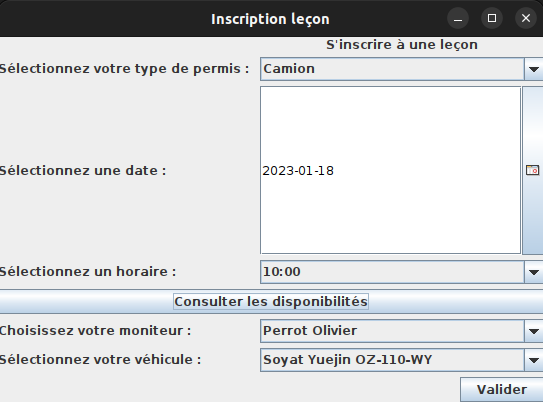 Inscription leçon
S'inscrire à une leçon
Sélectionnez votre type de permis : Camion
Sélectionnez une date : 2023-01-18
Sélectionnez un horaire : 10:00
Consulter les disponibilités
Choisissez votre moniteur : Perrot Olivier
Sélectionnez votre véhicule : Soyat Yuejin OZ-110-WY
Valider